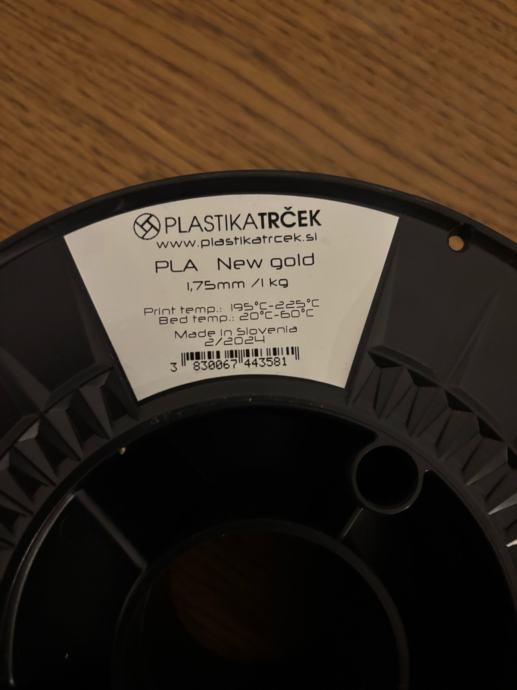 PLASTIKATRČEK
www.plastikatrcek.si
PLA New gold
1,75mm /1 kg
Print temp.: 195°C-225°C
Bed temp.: 20°C-60°C
Made in Slovenia
2/2024
3 830067 443581